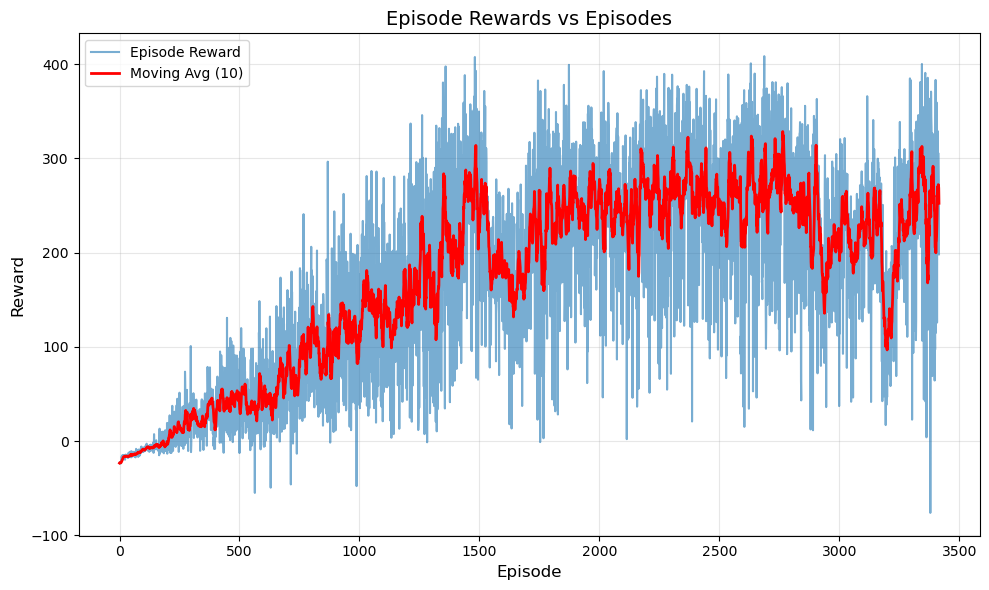 Episode Rewards vs Episodes
Episode Reward
Moving Avg (10)
Reward
400
300
200
100
0
−100
0 500 1000 1500 2000 2500 3000 3500
Episode